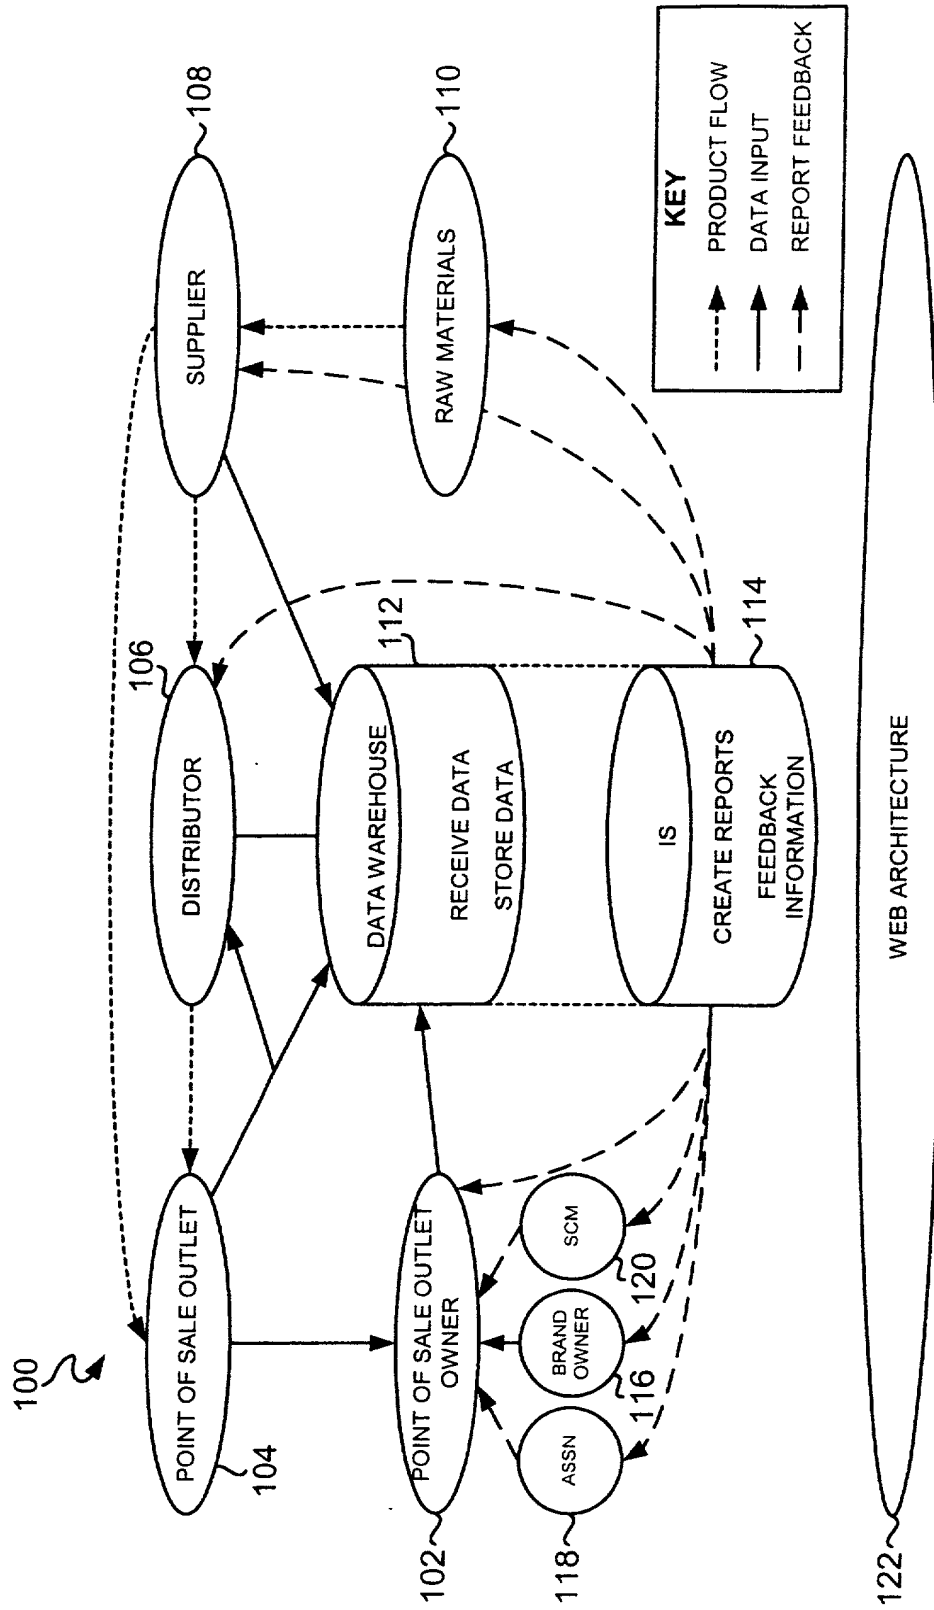 100
POINT OF SALE OUTLET
104
DISTRIBUTOR
106
SUPPLIER
108
POINT OF SALE OUTLET
OWNER
102
DATA WAREHOUSE
RECEIVE DATA
STORE DATA
112
RAW MATERIALS
110
ASSN
118
BRAND
OWNER
116
SCM
120
IS
CREATE REPORTS
FEEDBACK
INFORMATION
114
KEY
PRODUCT FLOW
DATA INPUT
REPORT FEEDBACK
WEB ARCHITECTURE
122